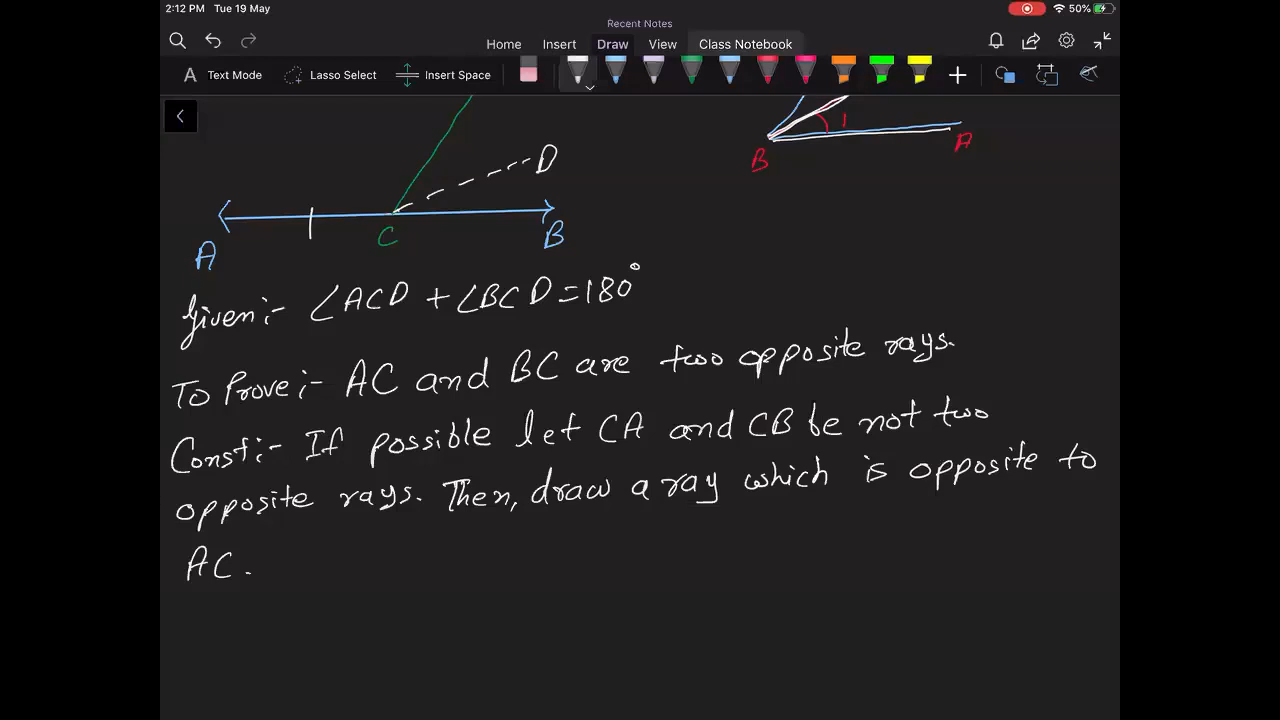 2:12 PM Tue 19 May
50%
Recent Notes
Home Insert Draw View Class Notebook
Text Mode Lasso Select Insert Space
D
A
C
B
B
1
A
Given:- ∠ACD + ∠BCD = 180°
To Prove:- AC and BC are two opposite rays.
Const:- If possible let CA and CB be not two
opposite rays. Then, draw a ray which is opposite to
AC.